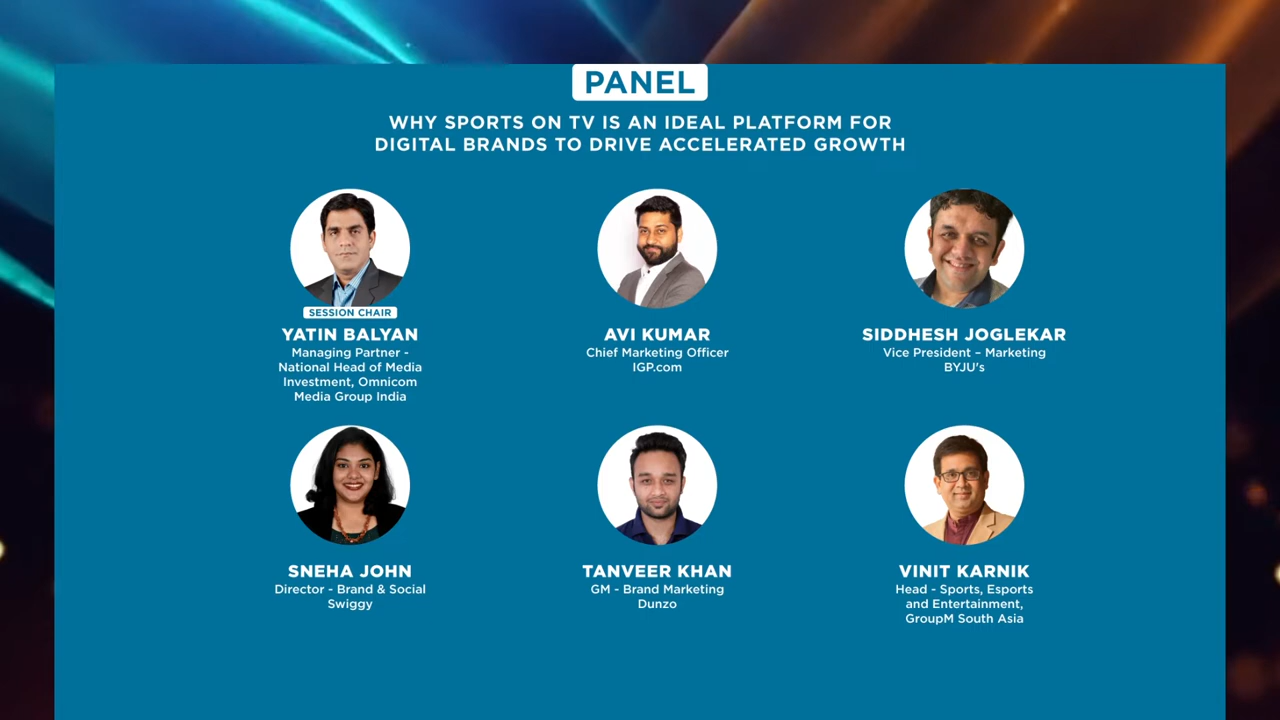 PANEL
WHY SPORTS ON TV IS AN IDEAL PLATFORM FOR
DIGITAL BRANDS TO DRIVE ACCELERATED GROWTH
SESSION CHAIR
YATIN BALYAN
Managing Partner -
National Head of Media
Investment, Omnicom
Media Group India
AVI KUMAR
Chief Marketing Officer
IGP.com
SIDDHESH JOGLEKAR
Vice President – Marketing
BYJU's
SNEHA JOHN
Director - Brand & Social
Swiggy
TANVEER KHAN
GM - Brand Marketing
Dunzo
VINIT KARNIK
Head - Sports, Esports
and Entertainment,
GroupM South Asia